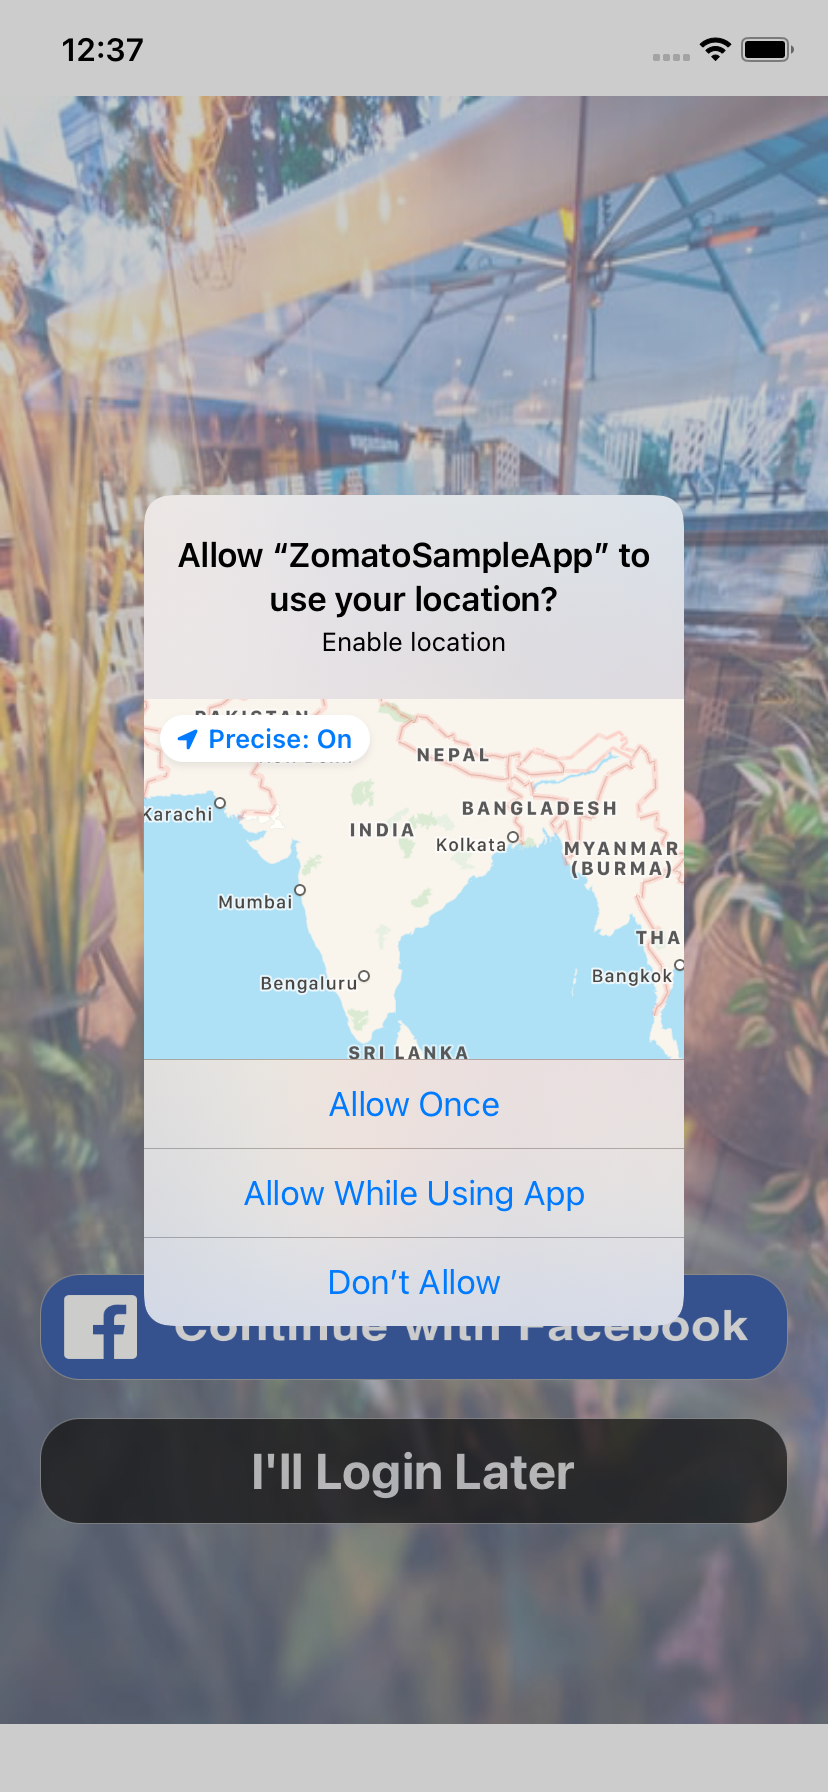 12:37
Allow “ZomatoSampleApp” to
use your location?
Enable location
PAKISTAN
Precise: On
NEPAL
BANGLADESH
Karachi
INDIA
Kolkata
MYANMAR
(BURMA)
Mumbai
THA
Bangkok
Bengaluru
SRI LANKA
Allow Once
Allow While Using App
Don’t Allow
Continue with Facebook
I'll Login Later